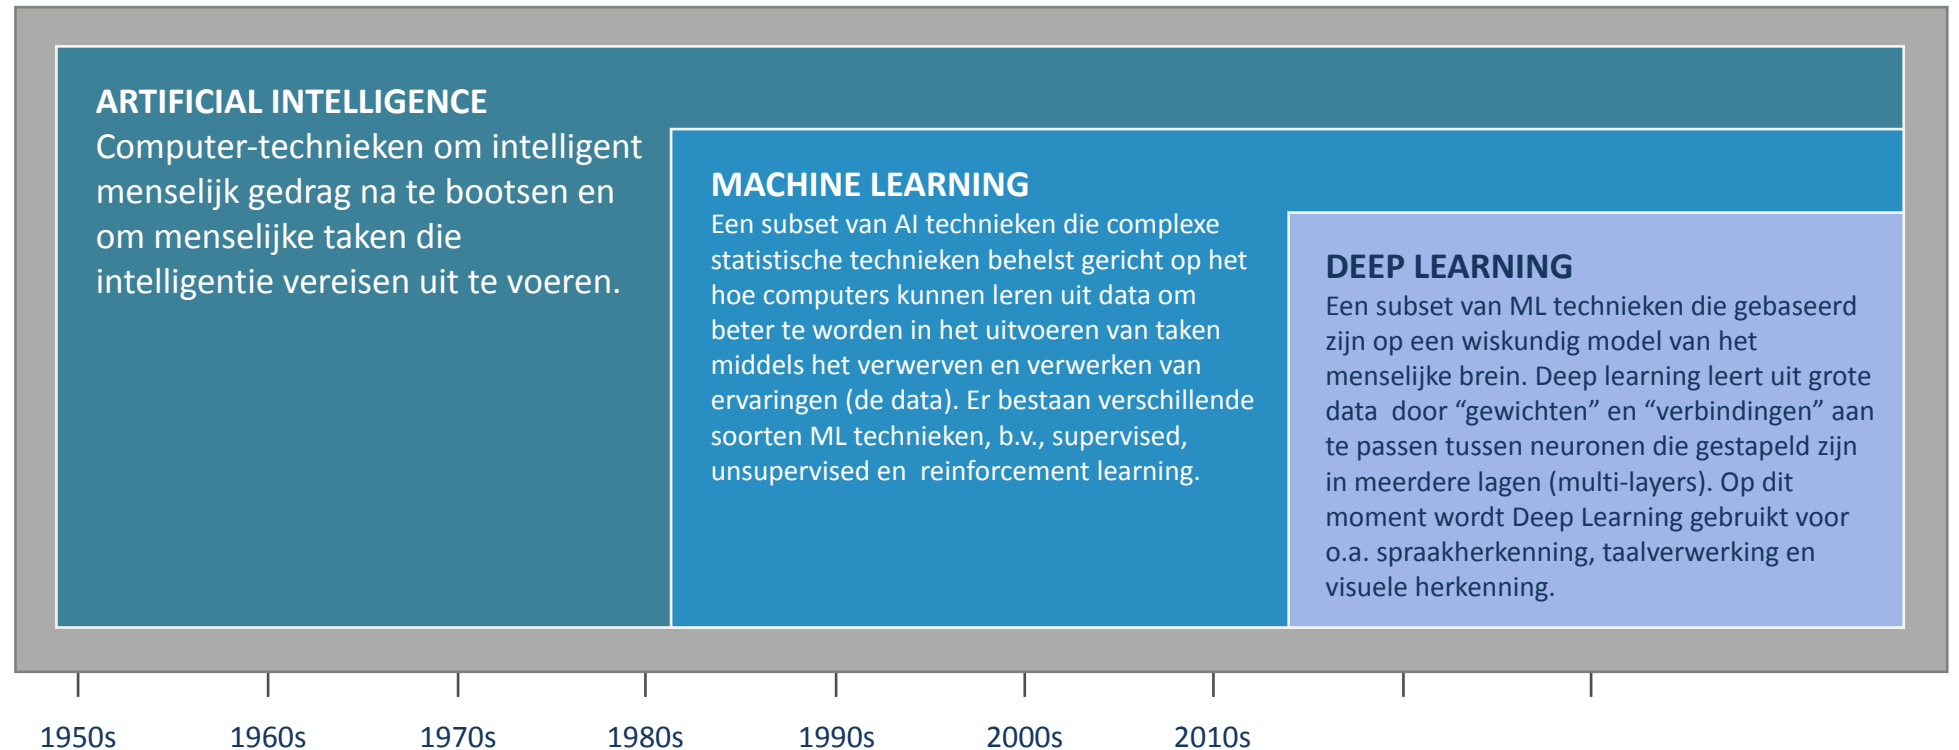 ARTIFICIAL INTELLIGENCE
Computer-technieken om intelligent
menselijk gedrag na te bootsen en
om menselijke taken die
intelligentie vereisen uit te voeren.
MACHINE LEARNING
Een subset van AI technieken die complexe
statistische technieken behelst gericht op het
hoe computers kunnen leren uit data om
beter te worden in het uitvoeren van taken
middels het verwerven en verwerken van
ervaringen (de data). Er bestaan verschillende
soorten ML technieken, b.v., supervised,
unsupervised en  reinforcement learning.
DEEP LEARNING
Een subset van ML technieken die gebaseerd
zijn op een wiskundig model van het
menselijke brein. Deep learning leert uit grote
data  door “gewichten” en “verbindingen” aan
te passen tussen neuronen die gestapeld zijn
in meerdere lagen (multi-layers). Op dit
moment wordt Deep Learning gebruikt voor
o.a. spraakherkenning, taalverwerking en
visuele herkenning.
1950s 1960s 1970s 1980s 1990s 2000s 2010s